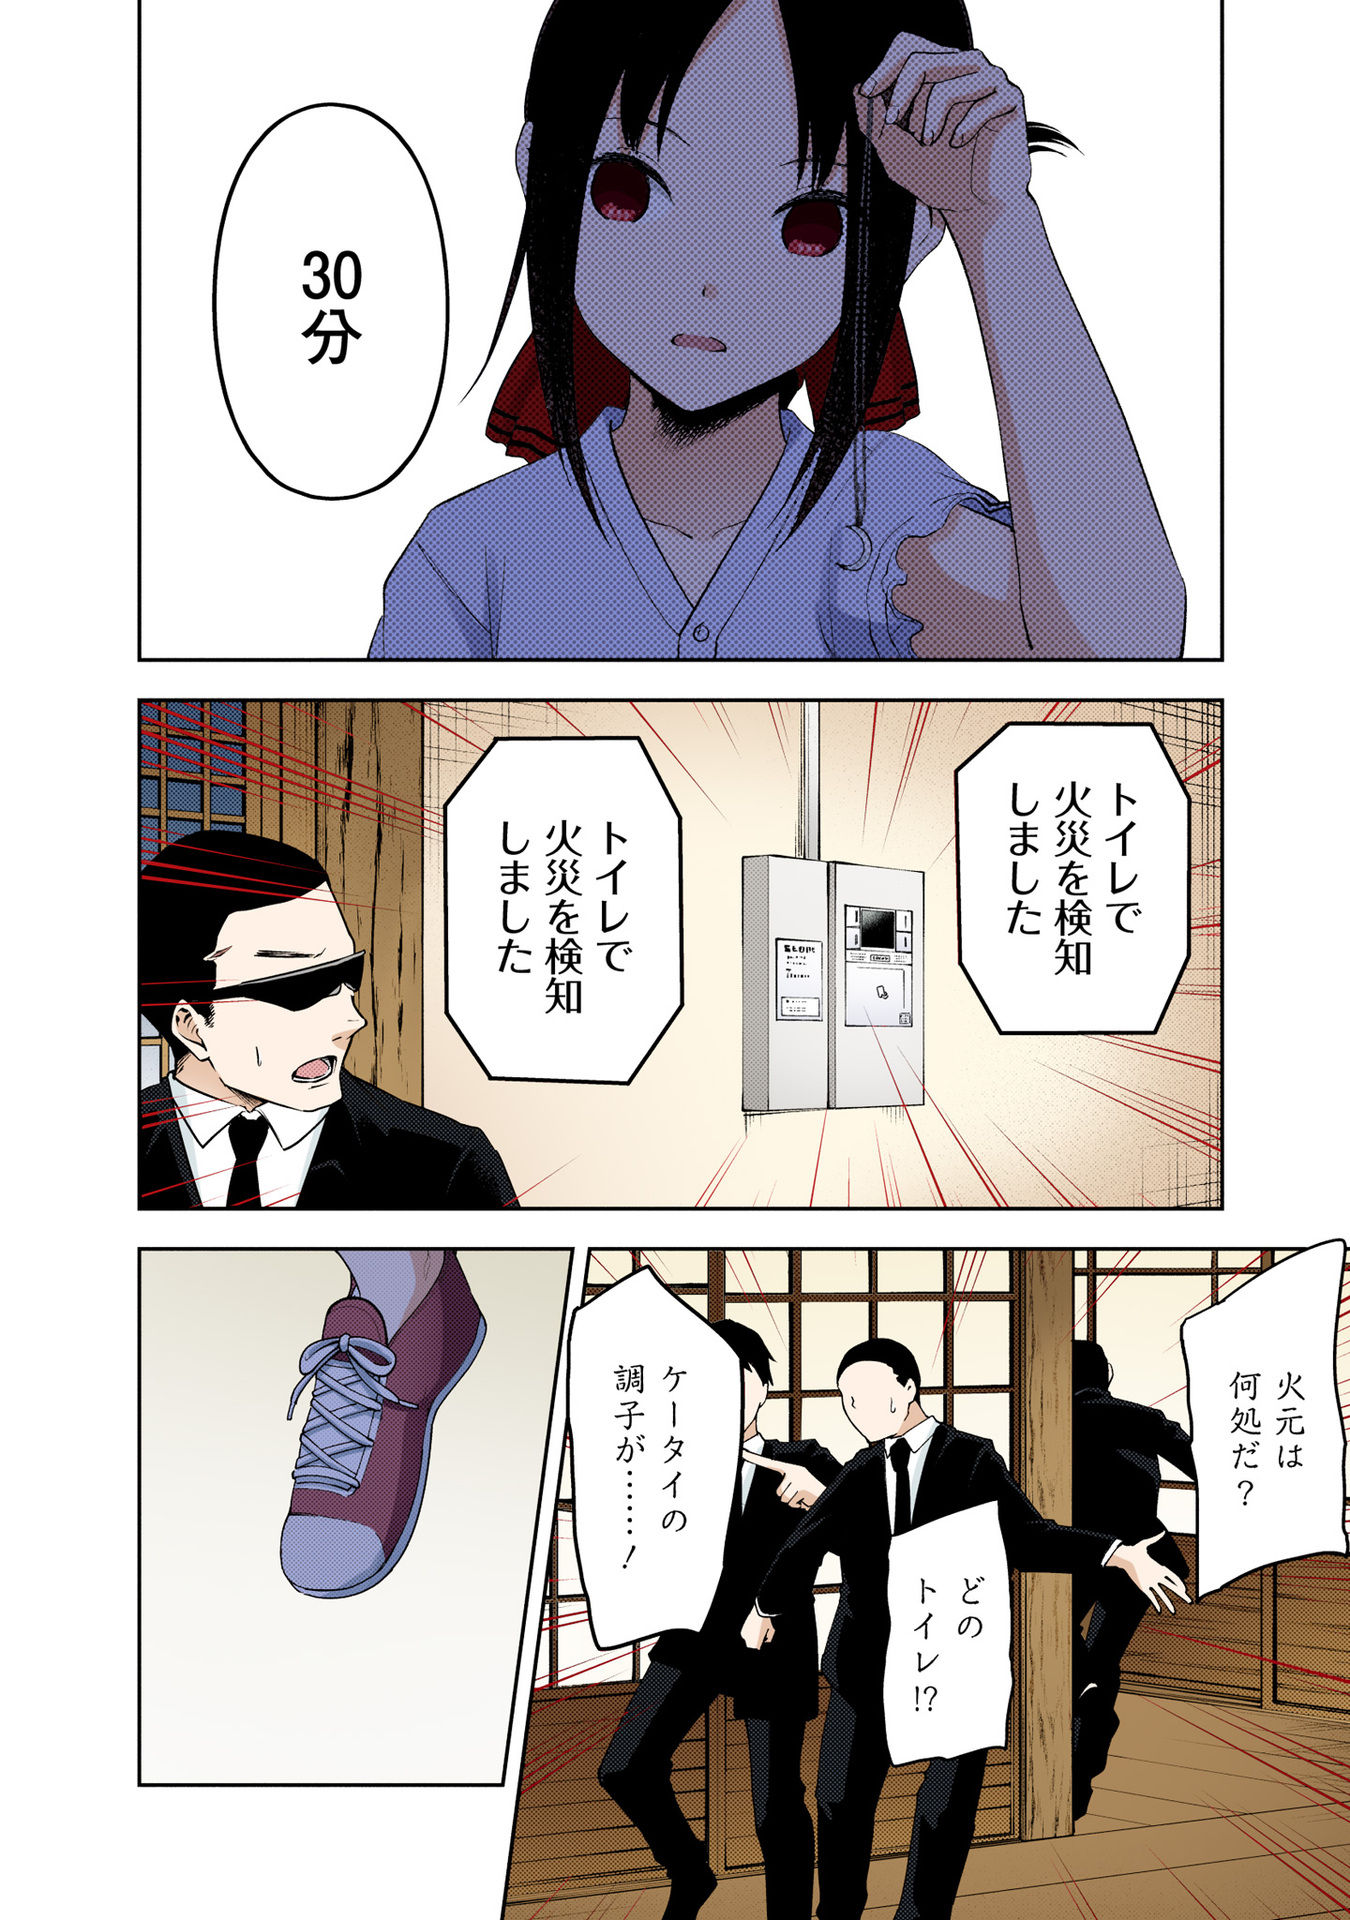 30
分
トイレで
火災を検知
しました
トイレで
火災を検知
しました
火元は
何処だ？
どの
トイレ!?
ケータイの
調子が……！